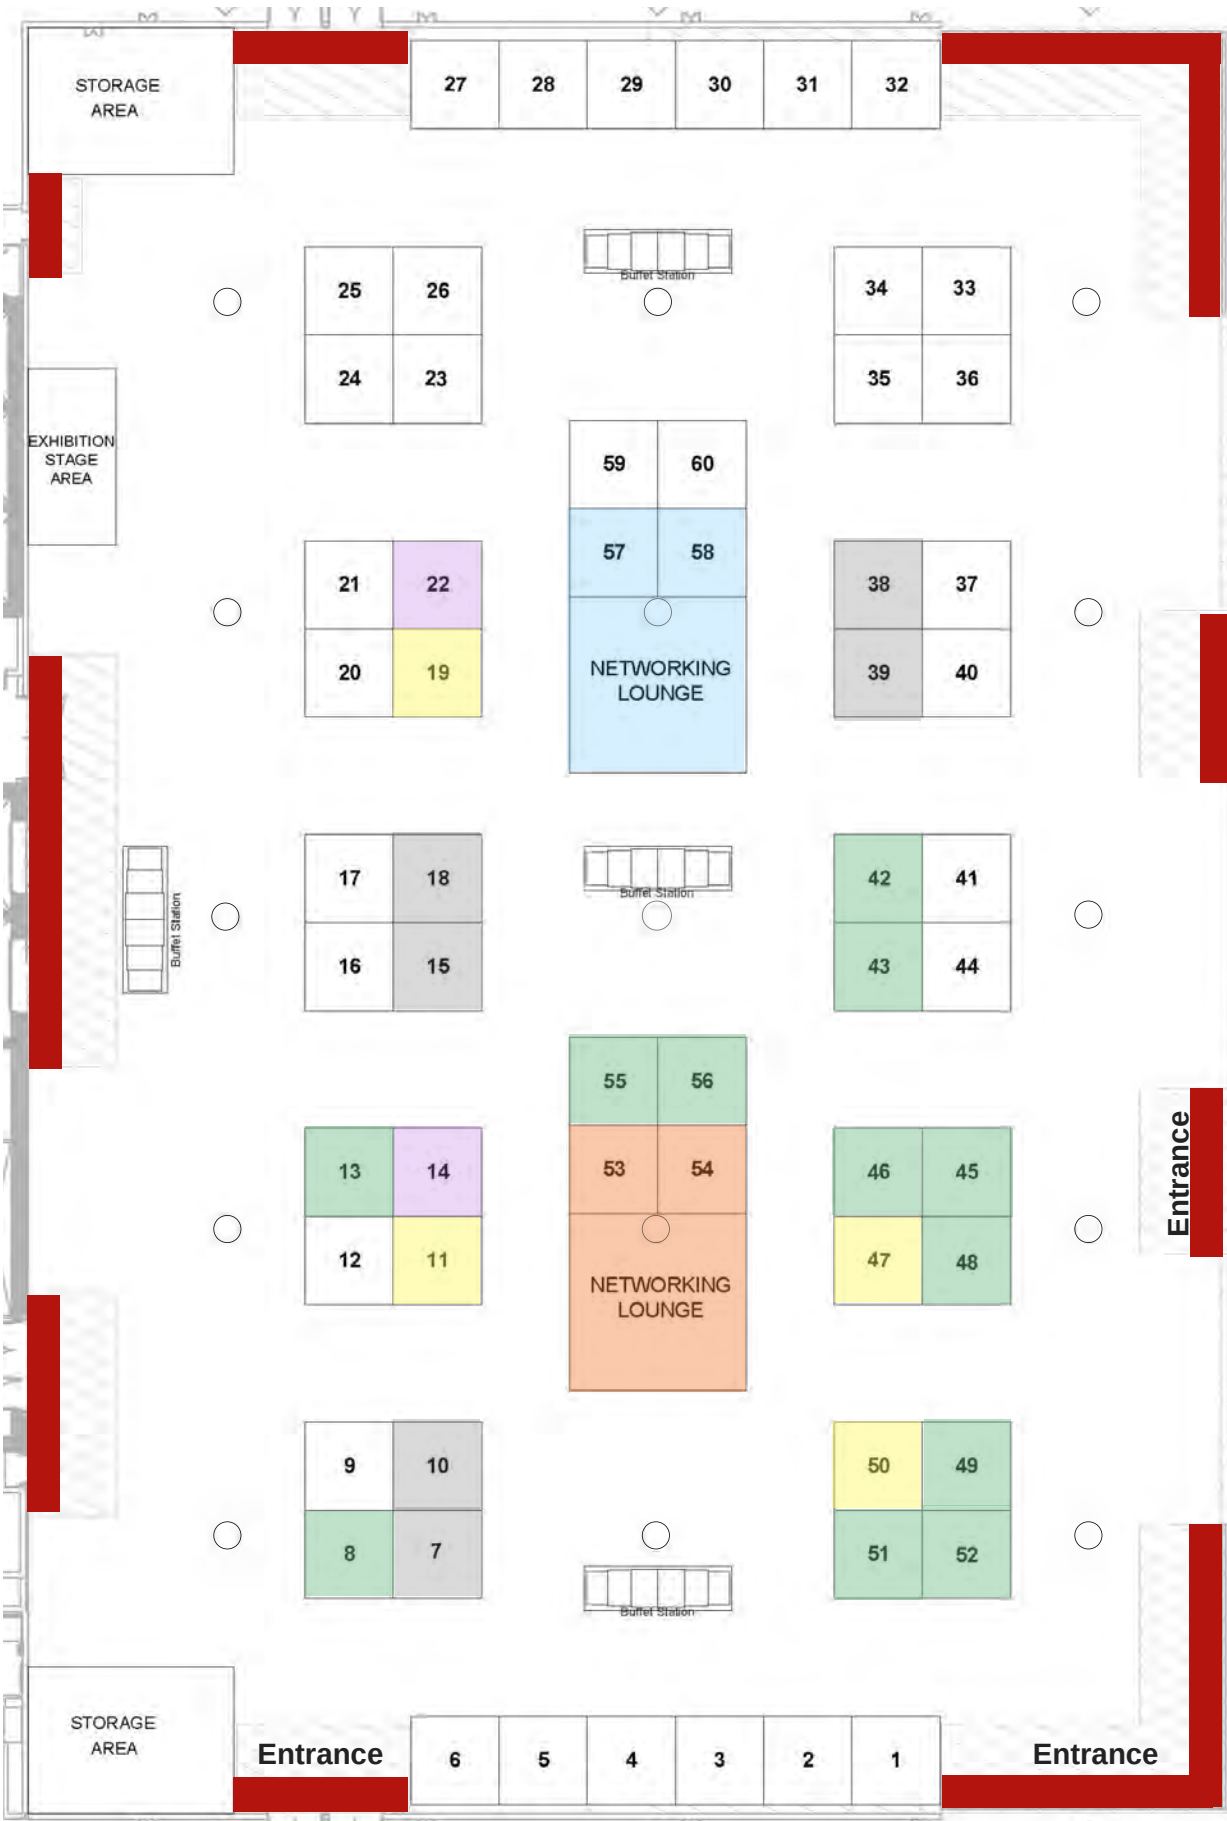 STORAGE
AREA
27 28 29 30 31 32
Buffet Station
25 26
34 33
24 23
35 36
EXHIBITION
STAGE
AREA
59 60
57 58
21 22
38 37
20 19
NETWORKING
LOUNGE
39 40
17 18
Buffet Station
42 41
Buffet Station
16 15
43 44
55 56
13 14
53 54
46 45
Entrance
12 11
NETWORKING
LOUNGE
47 48
9 10
50 49
8 7
51 52
Buffet Station
STORAGE
AREA
Entrance
6 5 4 3 2 1
Entrance